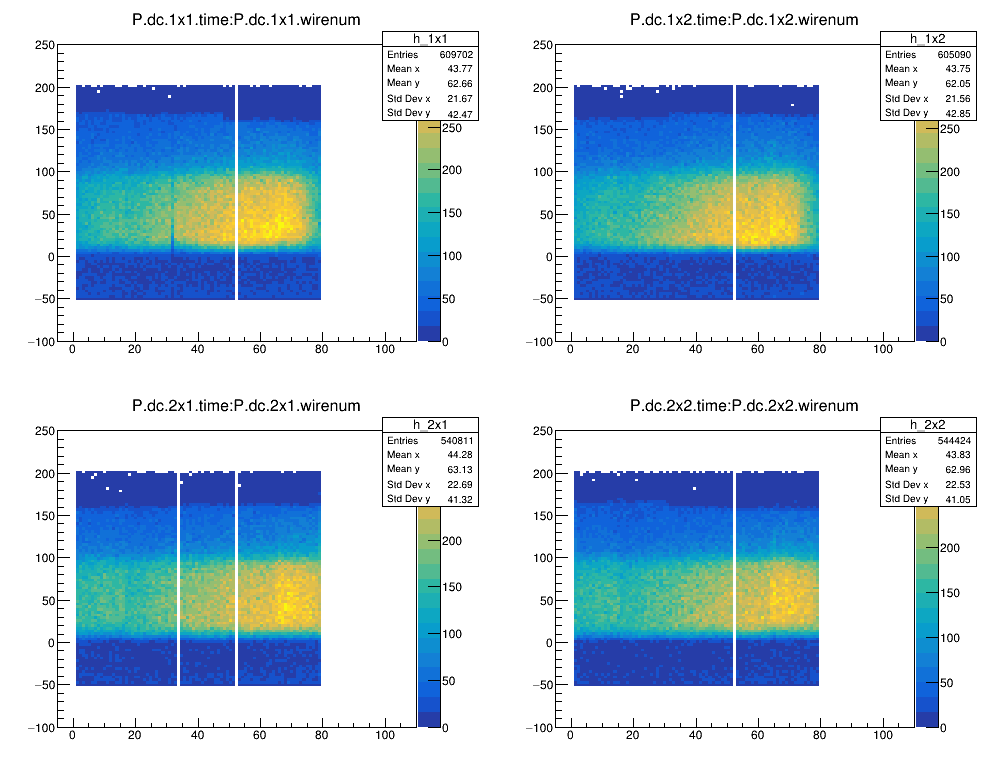 P.dc.1x1.time:P.dc.1x1.wirenum
h_1x1
Entries 609702
Mean x 43.77
Mean y 62.66
Std Dev x 21.67
Std Dev y 42.47
250
200
150
100
50
0
−50
−100
0 20 40 60 80 100
250
200
150
100
50
0
P.dc.1x2.time:P.dc.1x2.wirenum
h_1x2
Entries 605090
Mean x 43.75
Mean y 62.05
Std Dev x 21.56
Std Dev y 42.85
250
200
150
100
50
0
−50
−100
0 20 40 60 80 100
250
200
150
100
50
0
P.dc.2x1.time:P.dc.2x1.wirenum
h_2x1
Entries 540811
Mean x 44.28
Mean y 63.13
Std Dev x 22.69
Std Dev y 41.32
250
200
150
100
50
0
−50
−100
0 20 40 60 80 100
200
150
100
50
0
P.dc.2x2.time:P.dc.2x2.wirenum
h_2x2
Entries 544424
Mean x 43.83
Mean y 62.96
Std Dev x 22.53
Std Dev y 41.05
250
200
150
100
50
0
−50
−100
0 20 40 60 80 100
200
150
100
50
0